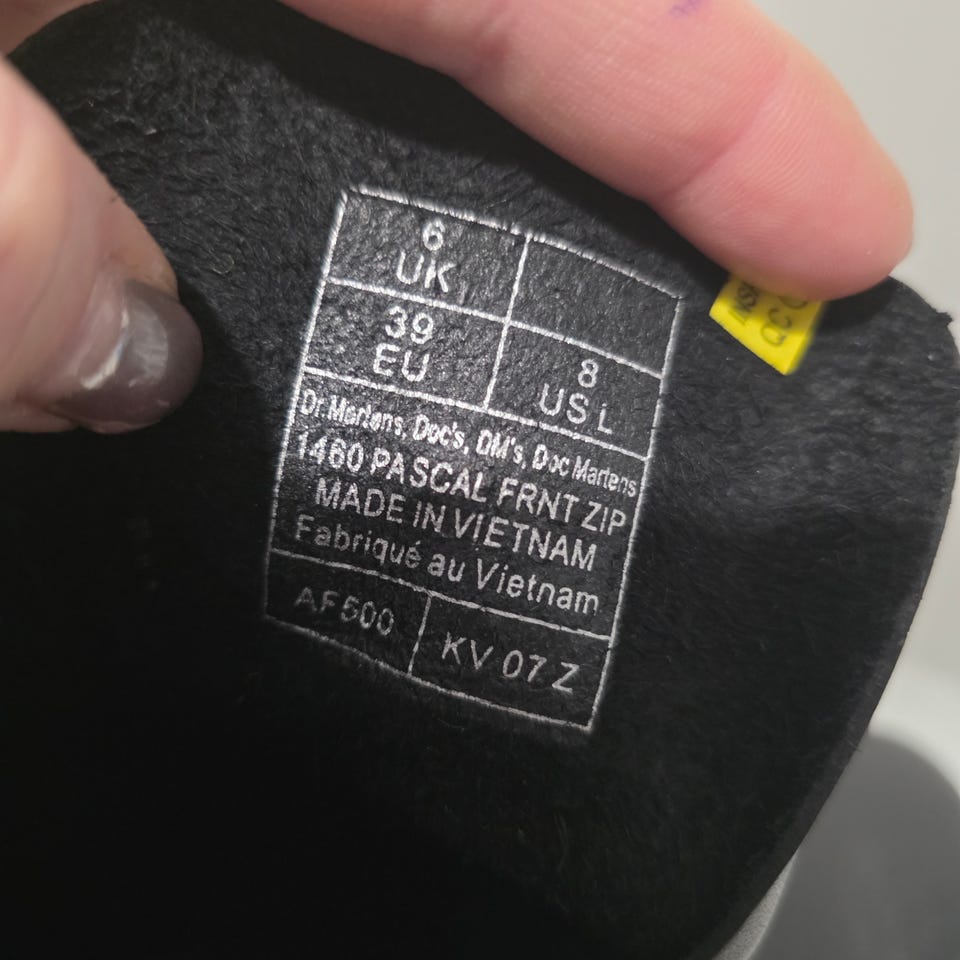 6
UK
39
EU
8
US L
Dr.Martens, Doc's, DM's, Doc Martens
1460 PASCAL FRNT ZIP
MADE IN VIETNAM
Fabriqué au Vietnam
AF500
KV 07 Z
QC